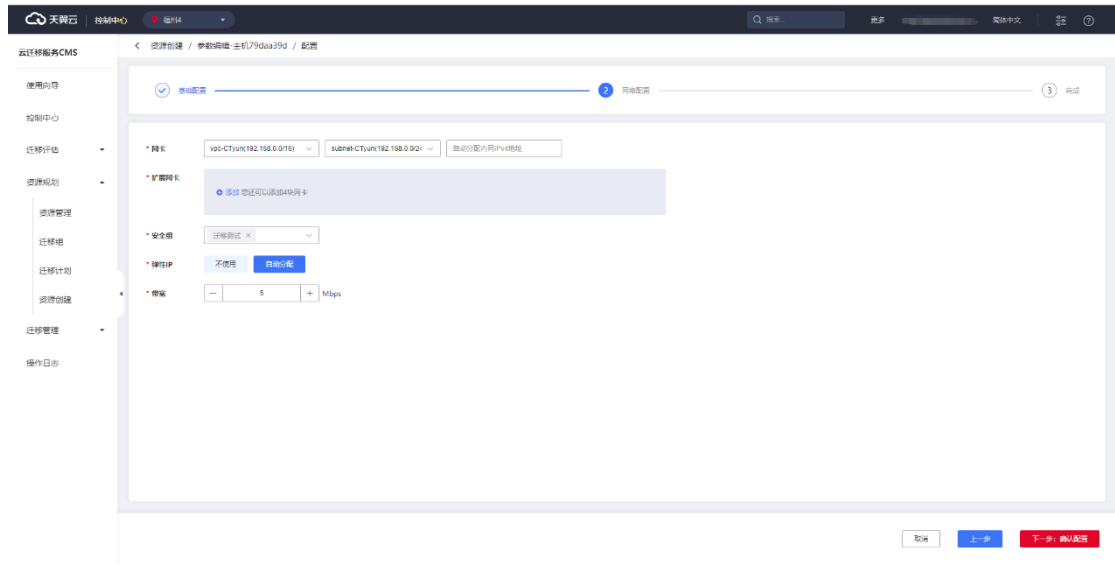 天翼云 控制中心 福州4 搜索... 更多 简体中文
云迁移服务CMS
使用向导
控制中心
迁移评估
资源规划
资源管理
迁移组
迁移计划
资源创建
迁移管理
操作日志
资源创建 / 参数编辑-主机79daa39d / 配置
基础配置 2 网络配置 3 完成
* 网卡 vpc-CTyun(192.168.0.0/16) subnet-CTyun(192.168.0.0/24 自动分配内网IPv4地址
* 扩展网卡 添加 您还可以添加4块网卡
* 安全组 迁移测试 ×
* 弹性IP 不使用 自动分配
* 带宽 − 5 + Mbps
取消 上一步 下一步：确认配置